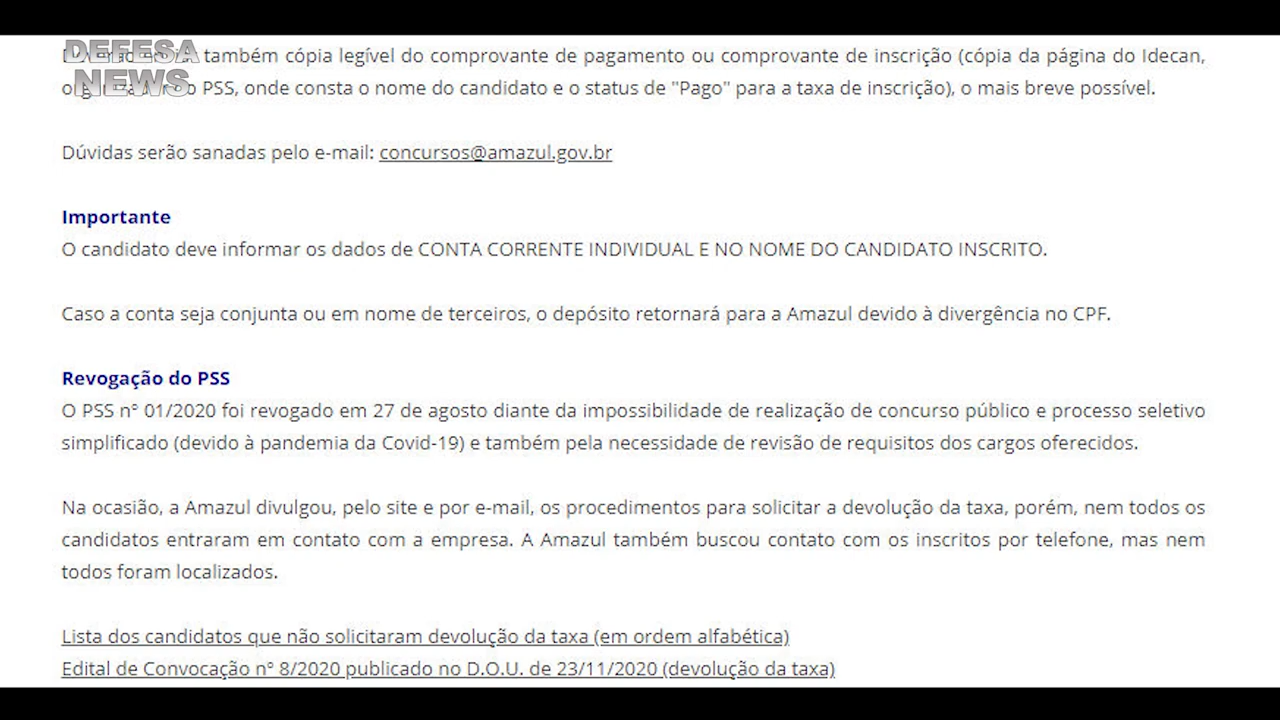 DEFESA
NEWS
também cópia legível do comprovante de pagamento ou comprovante de inscrição (cópia da página do Idecan,
PSS, onde consta o nome do candidato e o status de "Pago" para a taxa de inscrição), o mais breve possível.
Dúvidas serão sanadas pelo e-mail: concursos@amazul.gov.br
Importante
O candidato deve informar os dados de CONTA CORRENTE INDIVIDUAL E NO NOME DO CANDIDATO INSCRITO.
Caso a conta seja conjunta ou em nome de terceiros, o depósito retornará para a Amazul devido à divergência no CPF.
Revogação do PSS
O PSS nº 01/2020 foi revogado em 27 de agosto diante da impossibilidade de realização de concurso público e processo seletivo
simplificado (devido à pandemia da Covid-19) e também pela necessidade de revisão de requisitos dos cargos oferecidos.
Na ocasião, a Amazul divulgou, pelo site e por e-mail, os procedimentos para solicitar a devolução da taxa, porém, nem todos os
candidatos entraram em contato com a empresa. A Amazul também buscou contato com os inscritos por telefone, mas nem
todos foram localizados.
Lista dos candidatos que não solicitaram devolução da taxa (em ordem alfabética)
Edital de Convocação nº 8/2020 publicado no D.O.U. de 23/11/2020 (devolução da taxa)